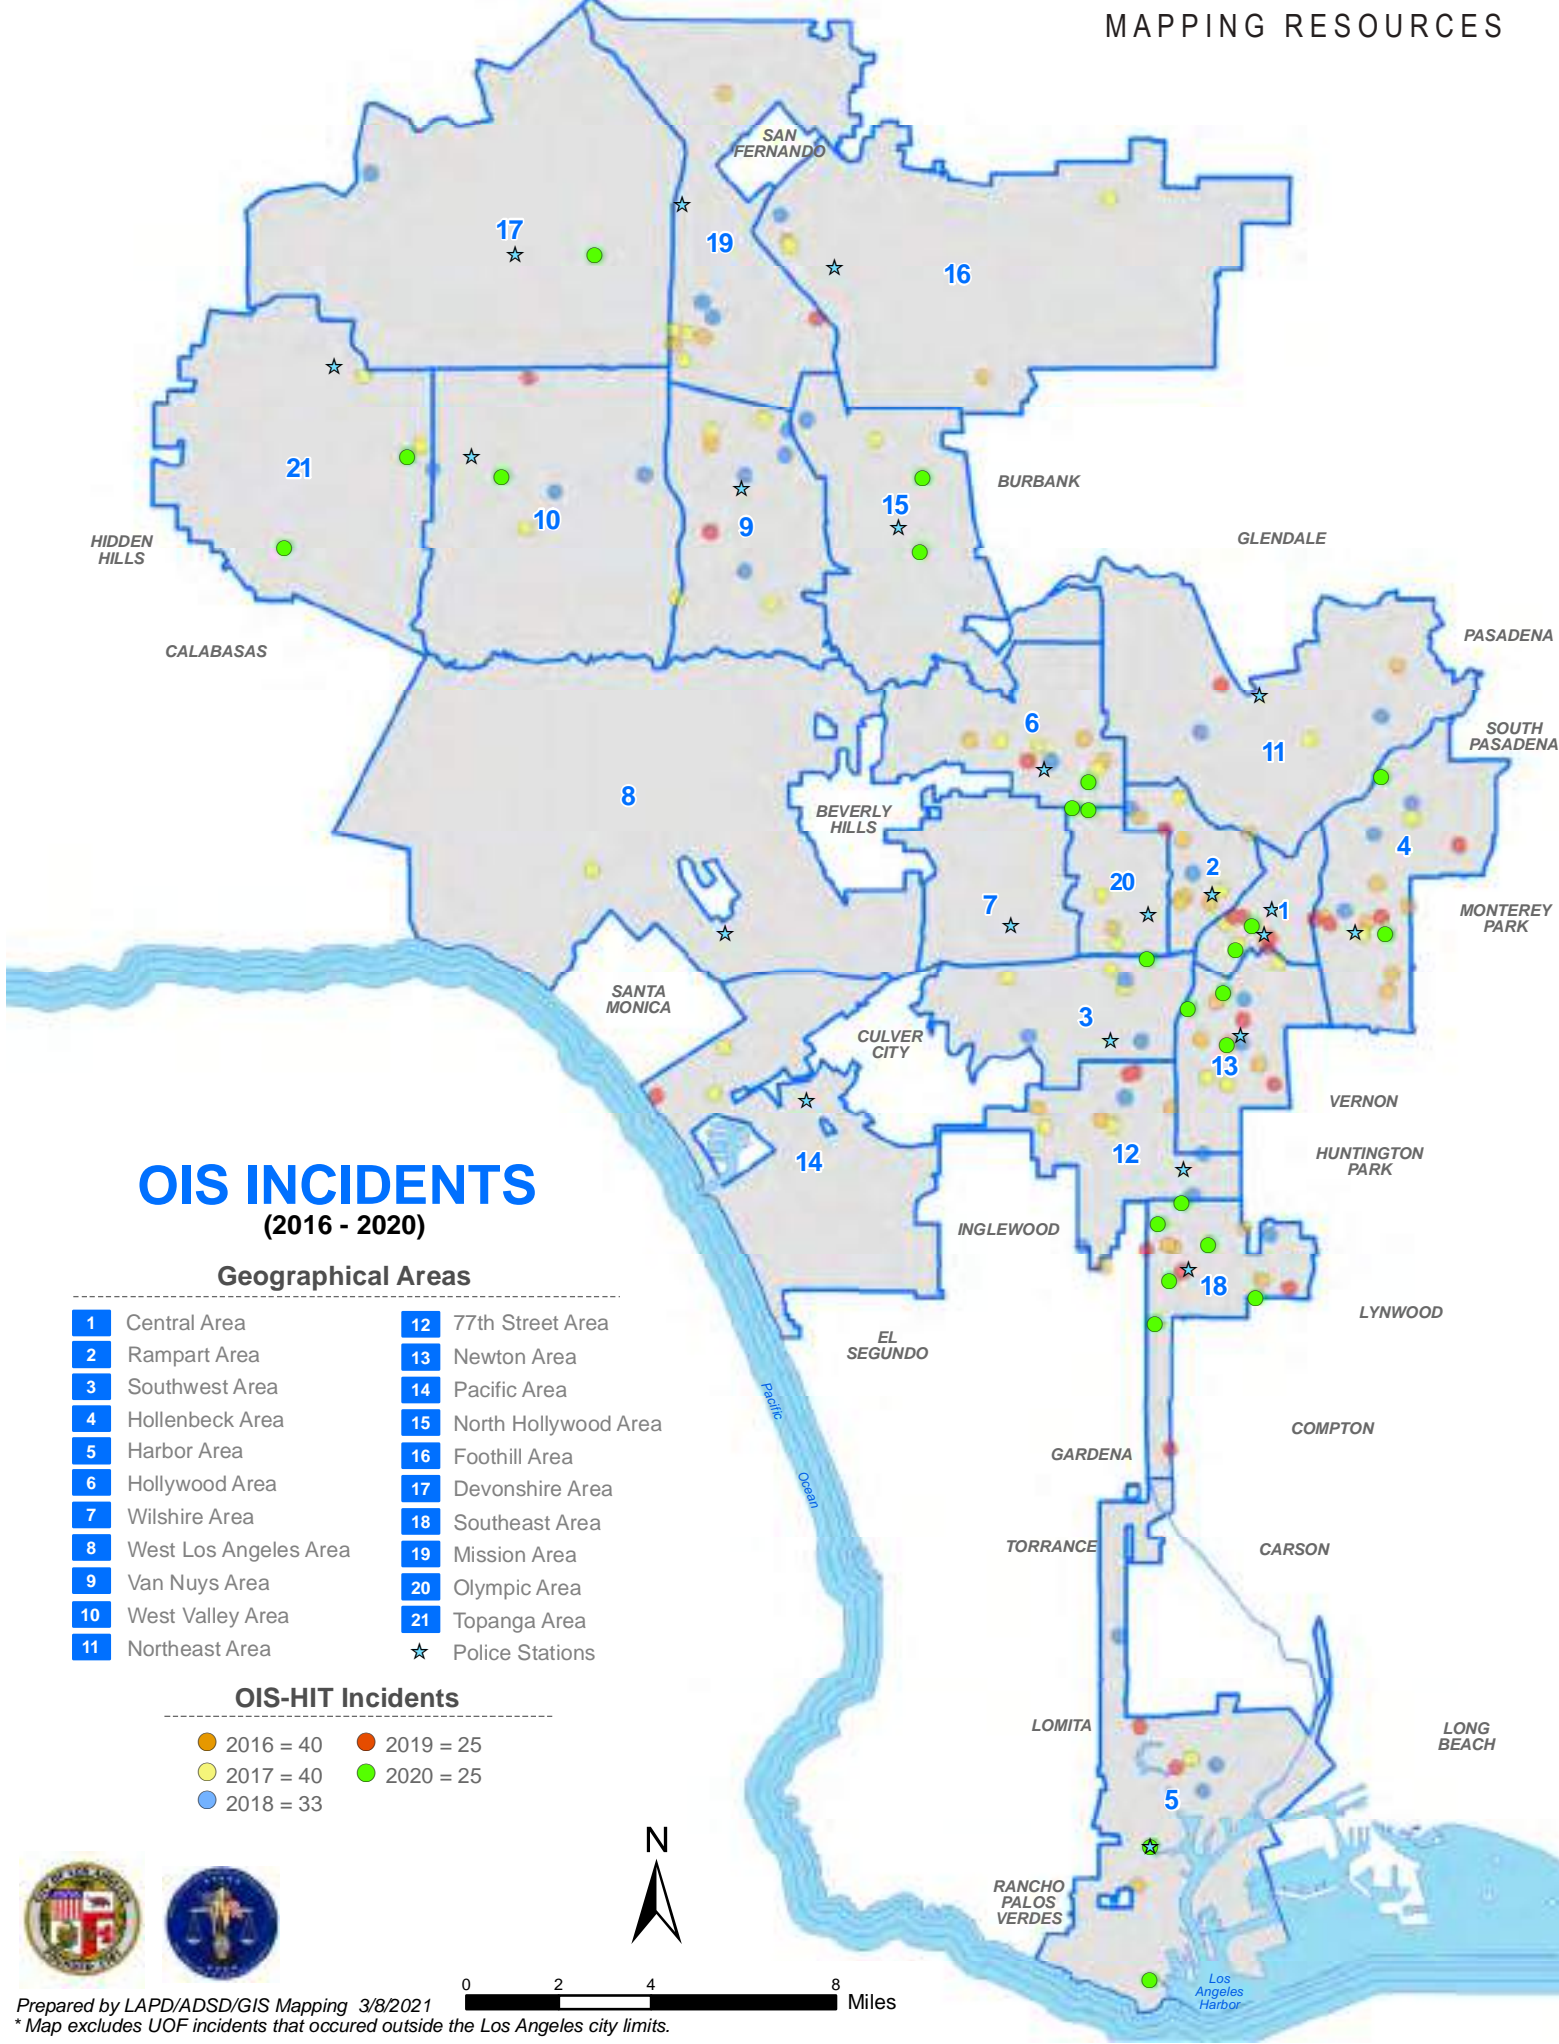 MAPPING RESOURCES
SAN
FERNANDO
17
19
16
21
10
9
15
BURBANK
GLENDALE
HIDDEN
HILLS
CALABASAS
PASADENA
6
11
SOUTH
PASADENA
8
BEVERLY
HILLS
4
2
20
7
1
MONTEREY
PARK
SANTA
MONICA
3
CULVER
CITY
13
VERNON
12
14
HUNTINGTON
PARK
INGLEWOOD
18
LYNWOOD
EL
SEGUNDO
Pacific
Ocean
COMPTON
GARDENA
TORRANCE
CARSON
LOMITA
LONG
BEACH
5
RANCHO
PALOS
VERDES
Los
Angeles
Harbor
OIS INCIDENTS
(2016 - 2020)
Geographical Areas
1 Central Area
2 Rampart Area
3 Southwest Area
4 Hollenbeck Area
5 Harbor Area
6 Hollywood Area
7 Wilshire Area
8 West Los Angeles Area
9 Van Nuys Area
10 West Valley Area
11 Northeast Area
12 77th Street Area
13 Newton Area
14 Pacific Area
15 North Hollywood Area
16 Foothill Area
17 Devonshire Area
18 Southeast Area
19 Mission Area
20 Olympic Area
21 Topanga Area
Police Stations
OIS-HIT Incidents
2016 = 40
2017 = 40
2018 = 33
2019 = 25
2020 = 25
N
0 2 4 8
Miles
Prepared by LAPD/ADSD/GIS Mapping 3/8/2021
* Map excludes UOF incidents that occured outside the Los Angeles city limits.